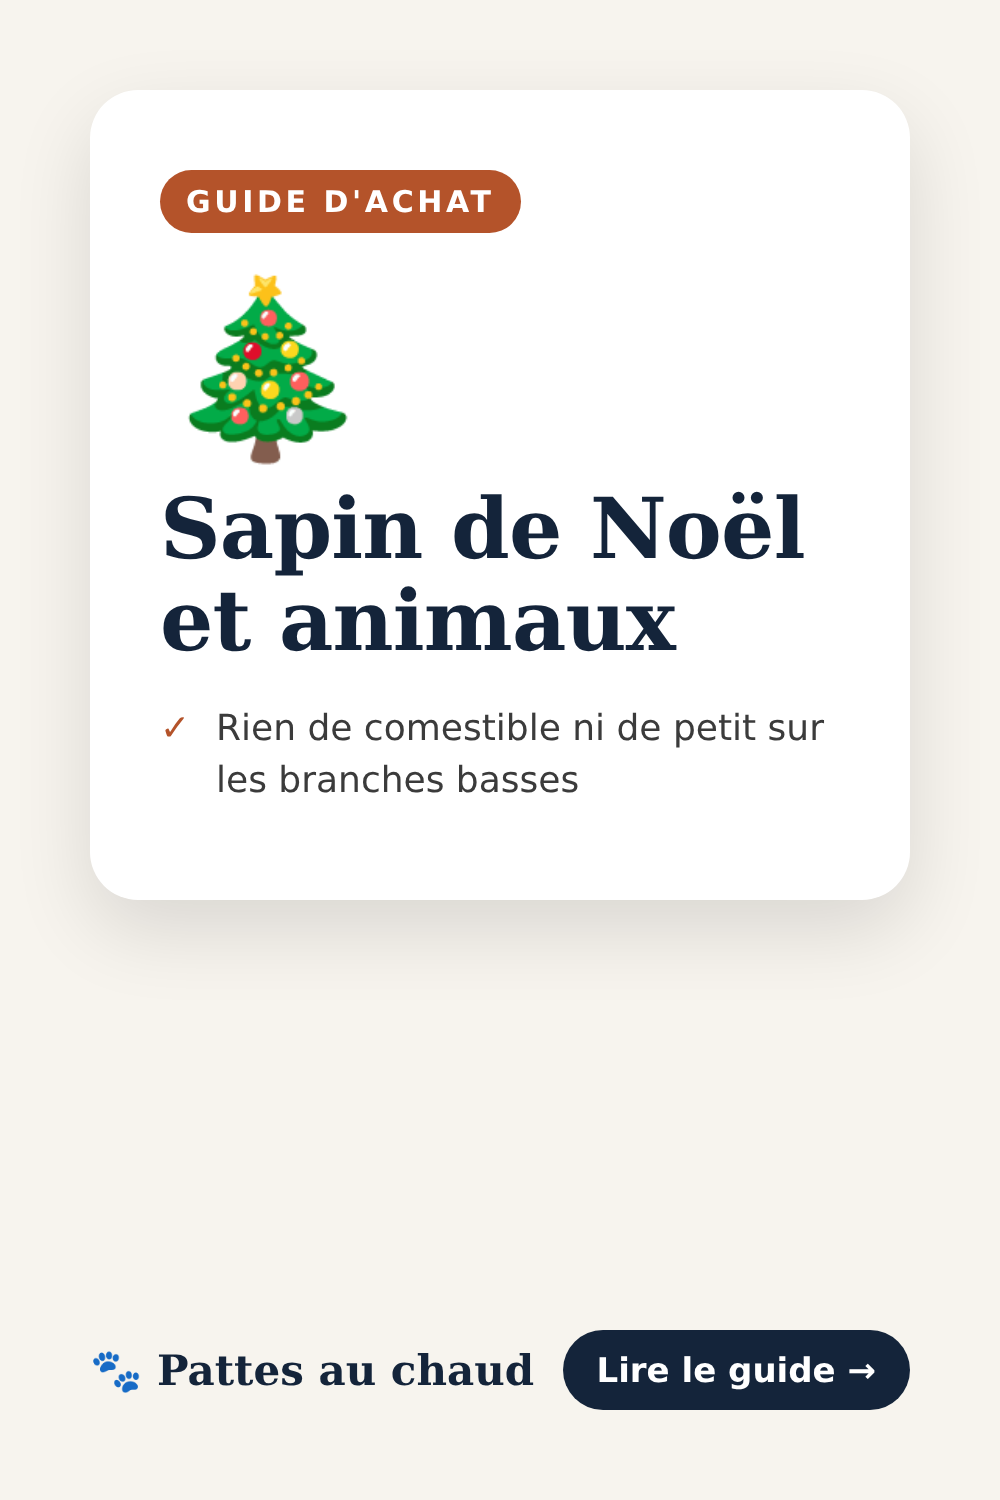 GUIDE D'ACHAT
Sapin de Noël
et animaux
✓ Rien de comestible ni de petit sur
les branches basses
Pattes au chaud
Lire le guide →